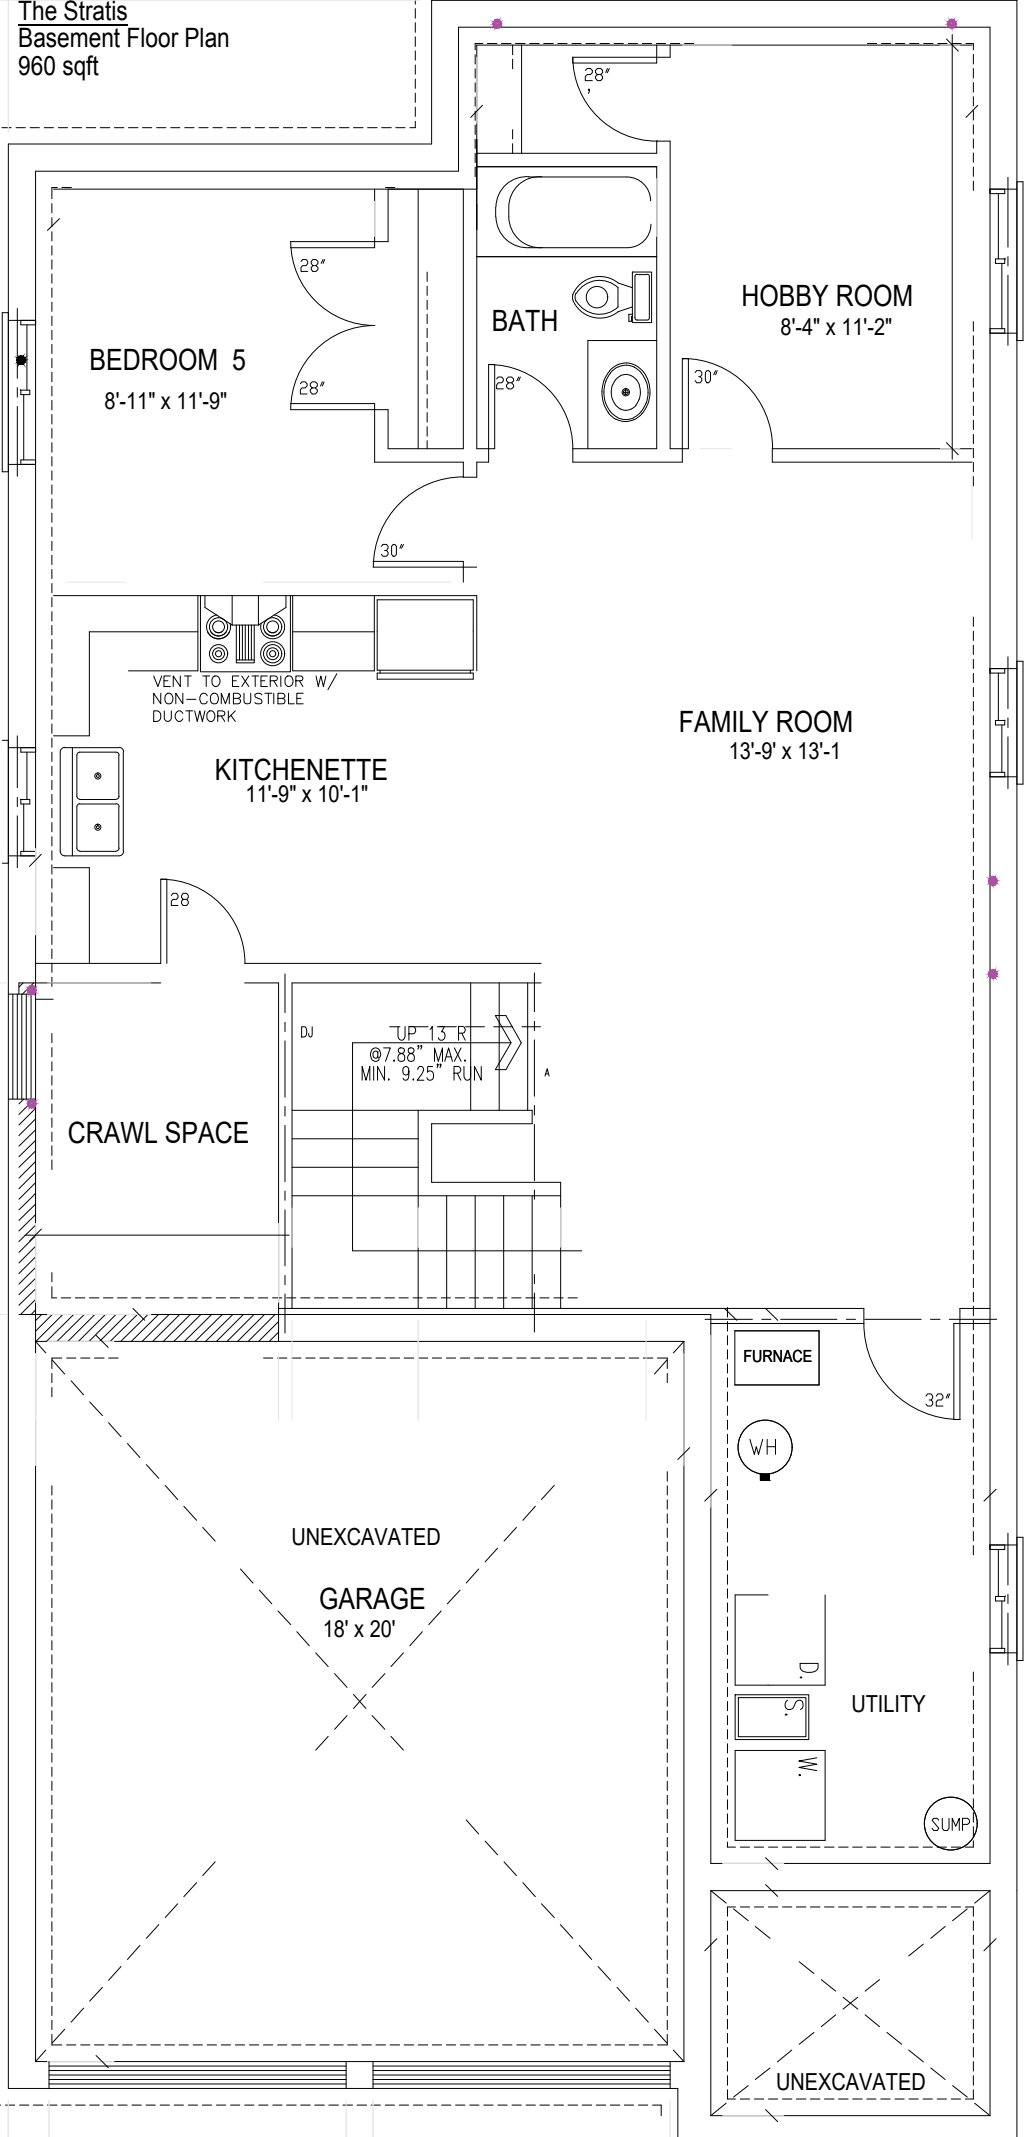 The Stratis
Basement Floor Plan
960 sqft
28"
HOBBY ROOM
8'-4" x 11'-2"
BATH
28"
28"
28"
30"
BEDROOM 5
8'-11" x 11'-9"
30"
VENT TO EXTERIOR W/
NON-COMBUSTIBLE
DUCTWORK
KITCHENETTE
11'-9" x 10'-1"
FAMILY ROOM
13'-9' x 13'-1
28
DJ
UP 13 R
@7.88" MAX.
MIN. 9.25" RUN
A
CRAWL SPACE
FURNACE
32"
WH
UNEXCAVATED
GARAGE
18' x 20'
D.
S.
W.
UTILITY
SUMP
UNEXCAVATED